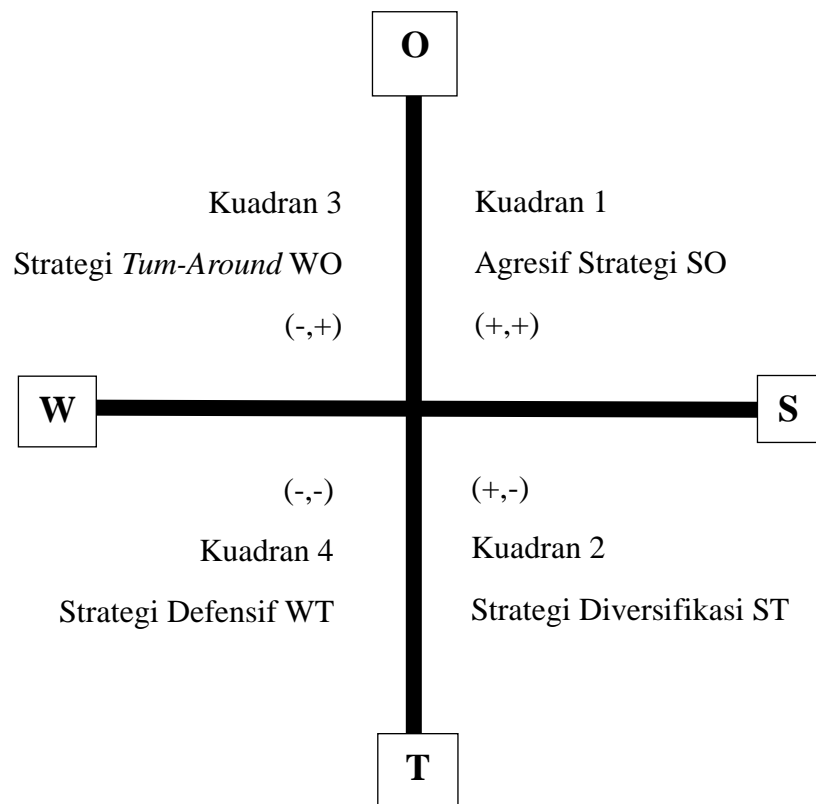 O
Kuadran 3
Strategi Tum-Around WO
(-,+)
Kuadran 1
Agresif Strategi SO
(+,+)
W
S
(-,-)
Kuadran 4
Strategi Defensif WT
(+,-)
Kuadran 2
Strategi Diversifikasi ST
T